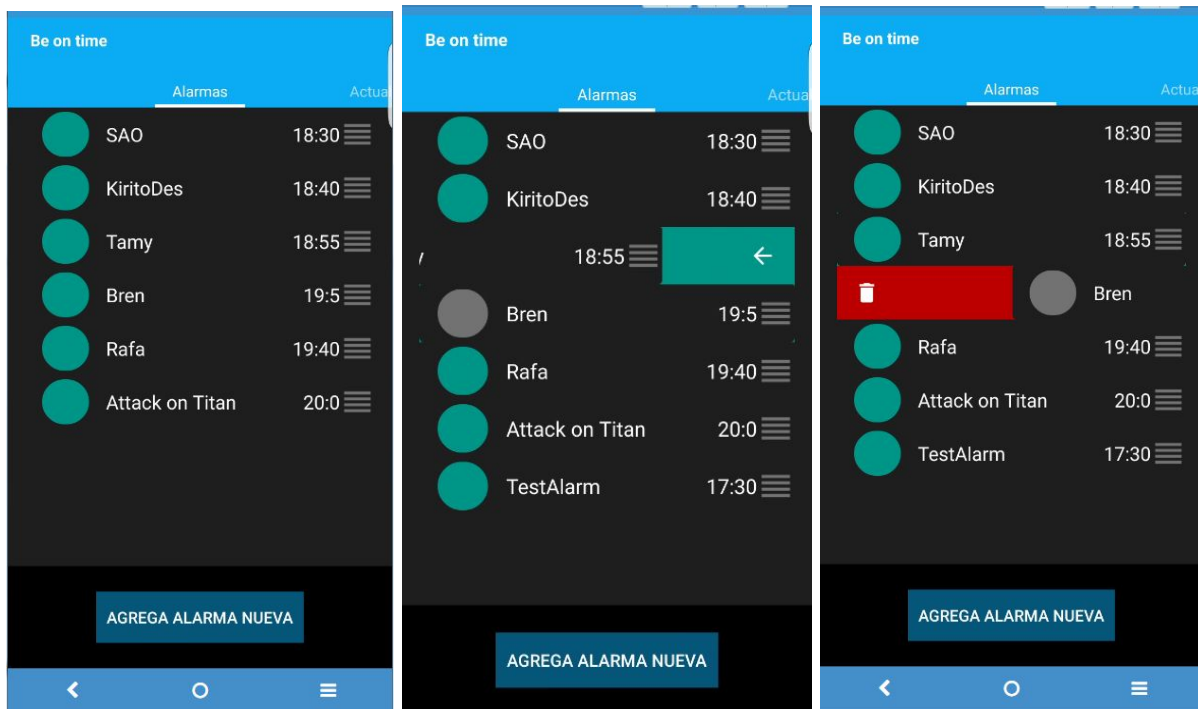 Be on time
Alarmas Actua
SAO 18:30
KiritoDes 18:40
Tamy 18:55
Bren 19:5
Rafa 19:40
Attack on Titan 20:0
AGREGA ALARMA NUEVA
Be on time
Alarmas Actua
SAO 18:30
KiritoDes 18:40
y 18:55
Bren 19:5
Rafa 19:40
Attack on Titan 20:0
TestAlarm 17:30
AGREGA ALARMA NUEVA
Be on time
Alarmas Actua
SAO 18:30
KiritoDes 18:40
Tamy 18:55
Bren
Rafa 19:40
Attack on Titan 20:0
TestAlarm 17:30
AGREGA ALARMA NUEVA